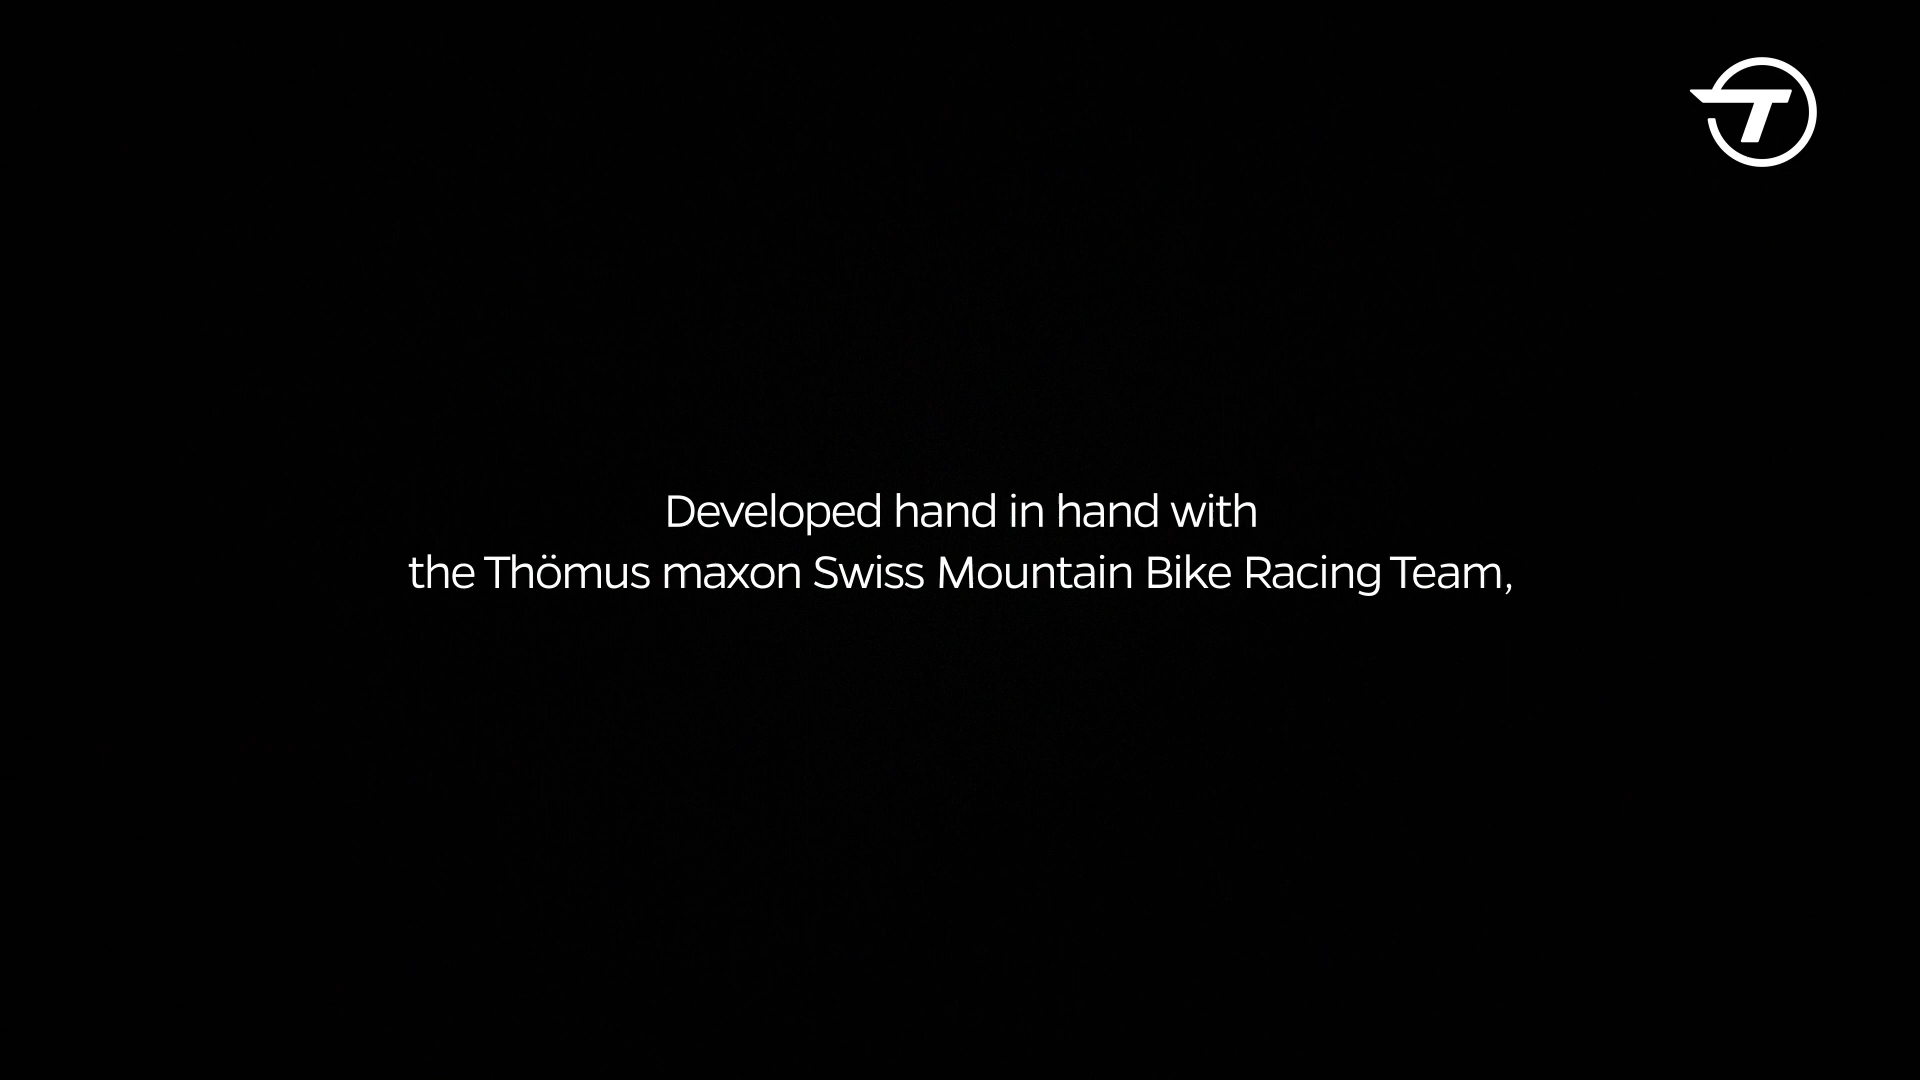 Developed hand in hand with
the Thömus maxon Swiss Mountain Bike Racing Team,